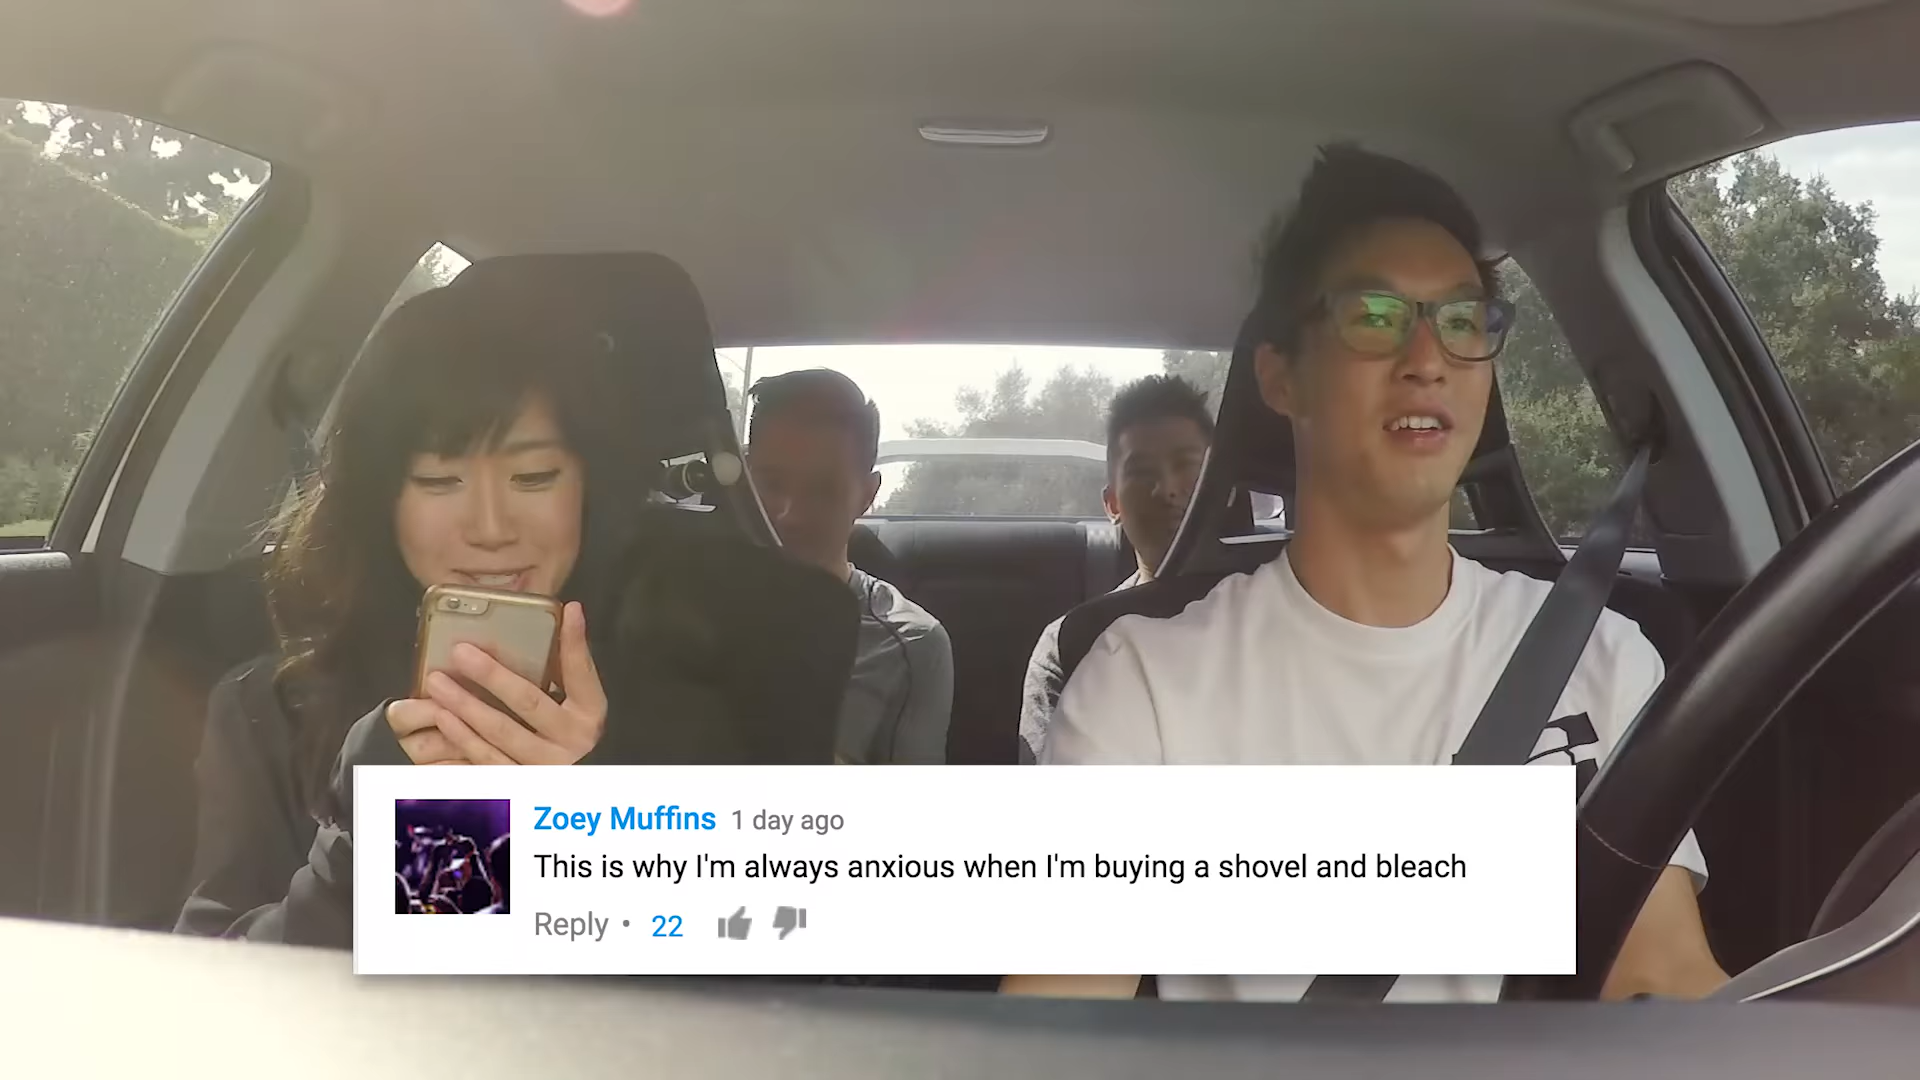 Zoey Muffins 1 day ago
This is why I'm always anxious when I'm buying a shovel and bleach
Reply • 22